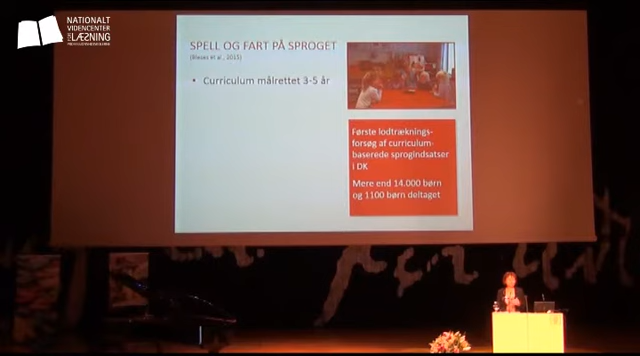 NATIONALT
VIDENCENTER
FOR LÆSNING
SPELL OG FART PÅ SPROGET
(Bleses et al., 2015)
• Curriculum målrettet 3-5 år
Første lodtræknings-
forsøg af curriculum-
baserede sprogindsatser
i DK
Mere end 14.000 børn
og 1100 børn deltaget